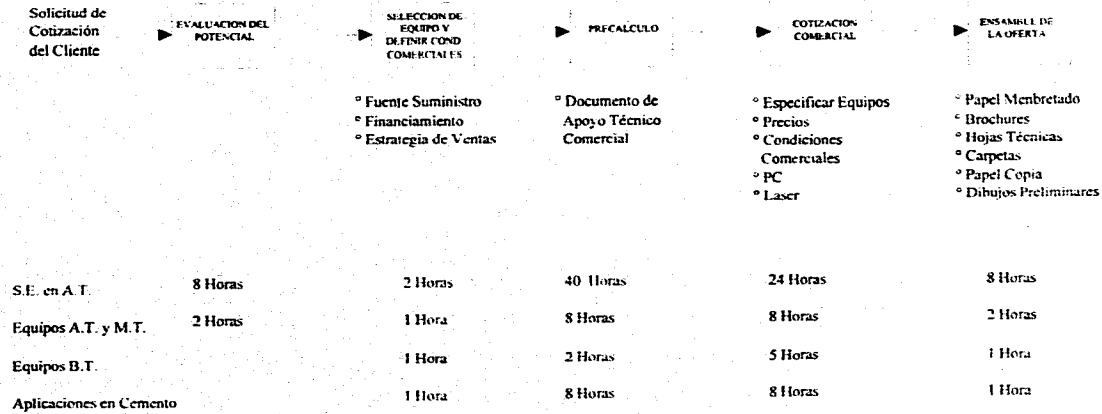 Solicitud de
Cotización
del Cliente
EVALUACION DEL
POTENCIAL
SELECCION DE
EQUIPO Y
DEFINIR COND
COMERCIALES
PRECALCULO
COTIZACION
COMERCIAL
ENSAMBLE DE
LA OFERTA
° Fuente Suministro
° Financiamiento
° Estrategia de Ventas
° Documento de
Apoyo Técnico
Comercial
° Especificar Equipos
° Precios
° Condiciones
Comerciales
° PC
° Laser
° Papel Menbretado
° Brochures
° Hojas Técnicas
° Carpetas
° Papel Copia
° Dibujos Preliminares
S.E. en A.T. 8 Horas 2 Horas 40 Horas 24 Horas 8 Horas
Equipos A.T. y M.T. 2 Horas 1 Hora 8 Horas 8 Horas 2 Horas
Equipos B.T. 1 Hora 2 Horas 5 Horas 1 Hora
Aplicaciones en Cemento 1 Hora 8 Horas 8 Horas 1 Hora